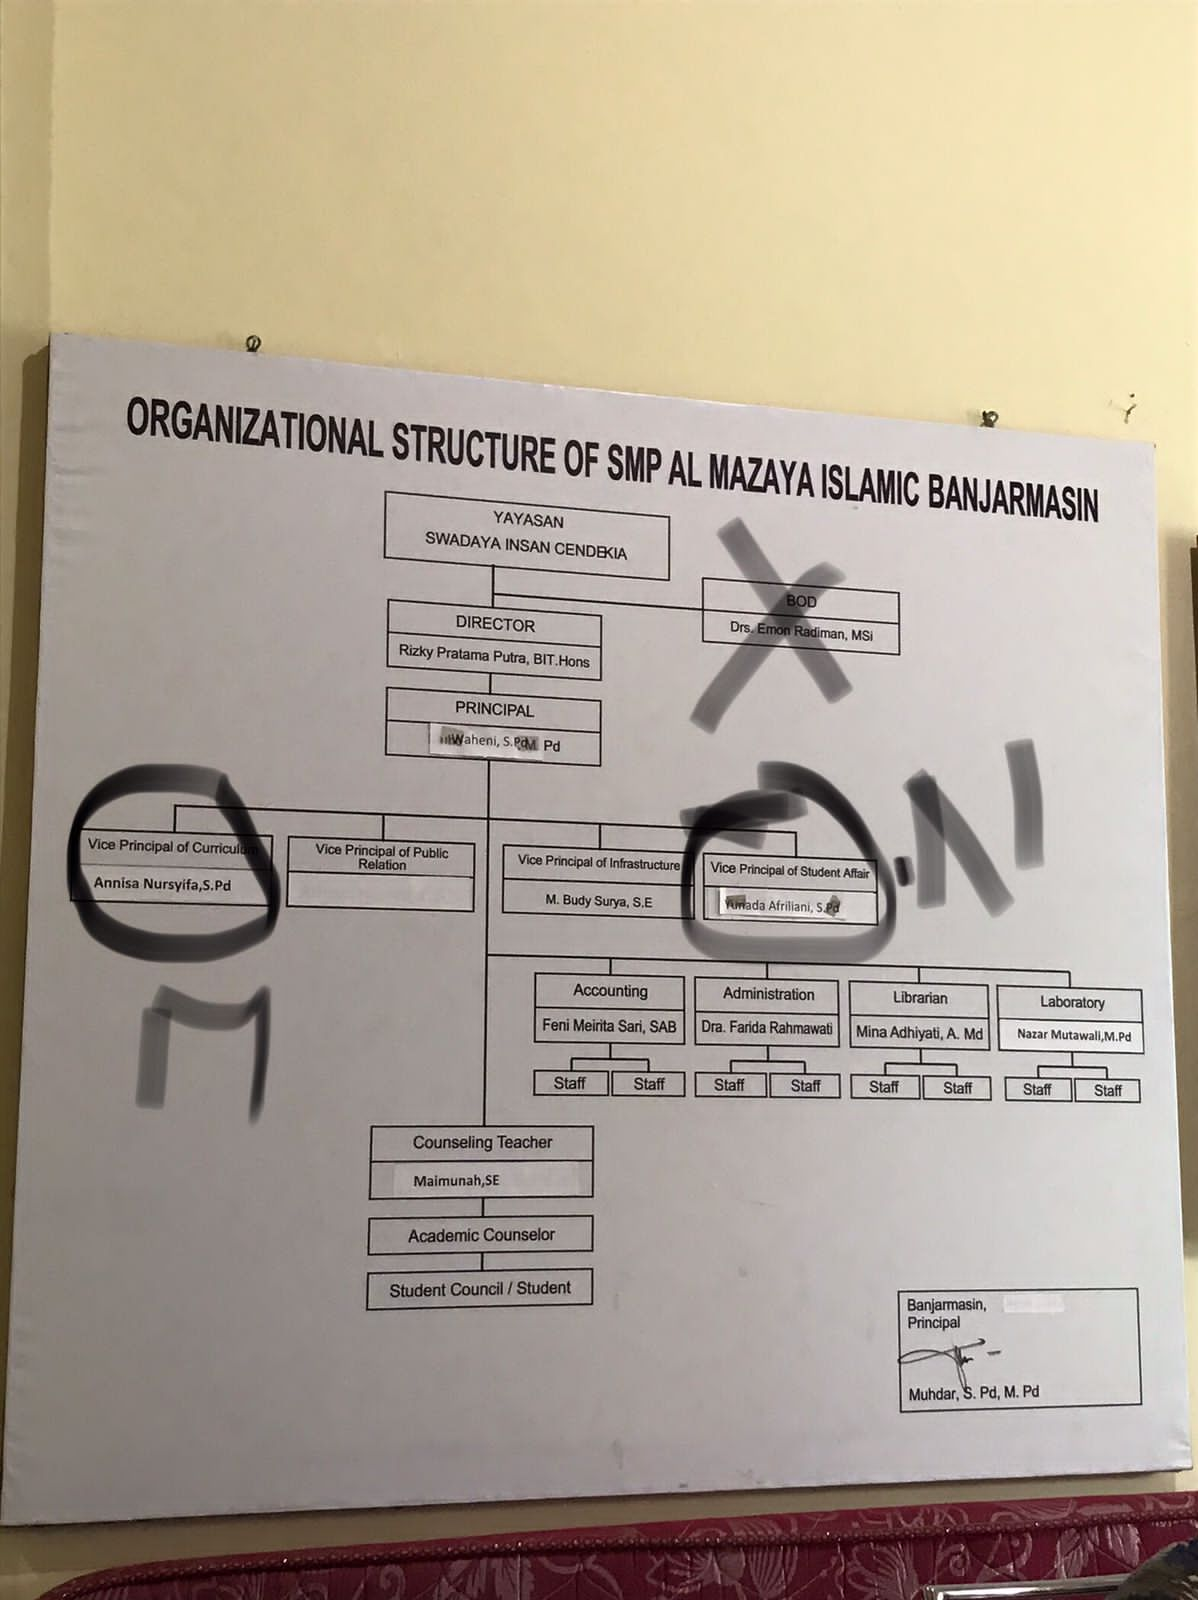 ORGANIZATIONAL STRUCTURE OF SMP AL MAZAYA ISLAMIC BANJARMASIN
YAYASAN
SWADAYA INSAN CENDEKIA
BOD
Drs. Emon Radiman, MSi
DIRECTOR
Rizky Pratama Putra, BIT.Hons
PRINCIPAL
Waheni, S.Pd M. Pd
Vice Principal of Curriculum
Annisa Nursyifa,S.Pd
Vice Principal of Public
Relation
Vice Principal of Infrastructure
M. Budy Surya, S.E
Vice Principal of Student Affair
Afriliani, S.Pd
X
N
M
Accounting
Feni Meirita Sari, SAB
Staff
Staff
Administration
Dra. Farida Rahmawati
Staff
Staff
Librarian
Mina Adhiyati, A. Md
Staff
Staff
Laboratory
Nazar Mutawali,M.Pd
Staff
Staff
Counseling Teacher
Maimunah,SE
Academic Counselor
Student Council / Student
Banjarmasin,
Principal
Muhdar, S. Pd, M. Pd